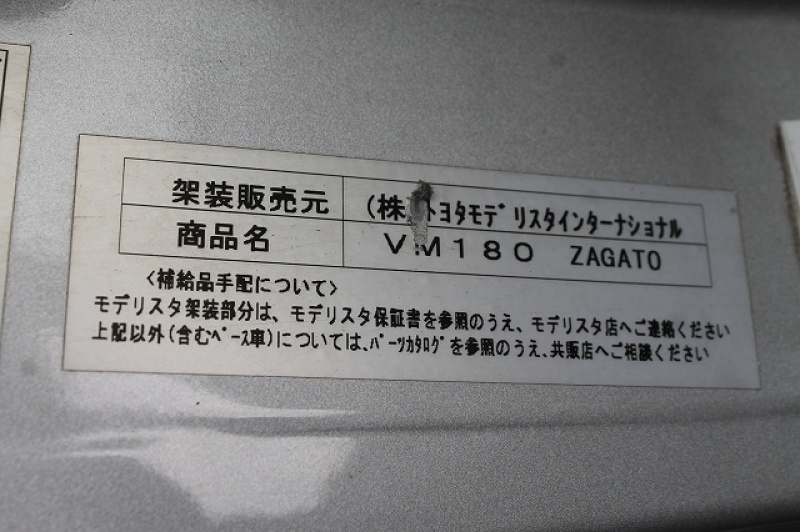 架装販売元 (株)ﾄﾖﾀﾓﾃﾞﾘｽﾀｲﾝﾀｰﾅｼｮﾅﾙ
商品名 ＶＭ１８０ ZAGATO
〈補給品手配について〉
モデリスタ架装部分は、モデリスタ保証書を参照のうえ、モデリスタ店へご連絡ください
上記以外(含むﾍﾞｰｽ車)については、ﾊﾟｰﾂｶﾀﾛｸﾞを参照のうえ、共販店へご相談ください